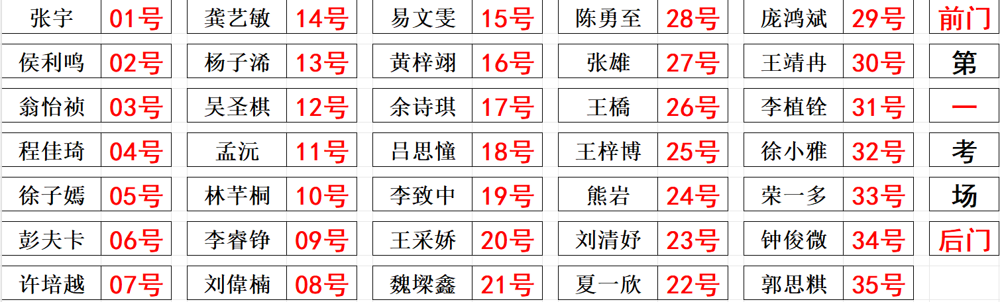 张宇 01号 龚艺敏 14号 易文雯 15号 陈勇至 28号 庞鸿斌 29号 前门
侯利鸣 02号 杨子浠 13号 黄梓翊 16号 张雄 27号 王靖冉 30号 第
翁怡祯 03号 吴圣棋 12号 余诗琪 17号 王橋 26号 李植铨 31号 一
程佳琦 04号 孟沅 11号 吕思憧 18号 王梓博 25号 徐小雅 32号 考
徐子嫣 05号 林芊桐 10号 李致中 19号 熊岩 24号 荣一多 33号 场
彭夫卡 06号 李睿铮 09号 王采娇 20号 刘清妤 23号 钟俊微 34号 后门
许培越 07号 刘偉楠 08号 魏墚鑫 21号 夏一欣 22号 郭思粸 35号